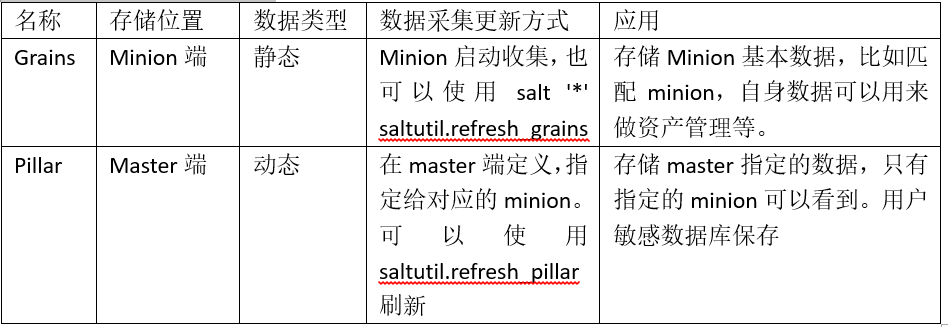 名称 存储位置 数据类型 数据采集更新方式 应用
Grains
Minion 端
静态
Minion 启动收集，也
可以使用 salt '*'
saltutil.refresh_grains
存储 Minion 基本数据，比如匹
配 minion，自身数据可以用来
做资产管理等。
Pillar
Master 端
动态
在 master 端定义，指
定给对应的 minion。
可以使用
saltutil.refresh_pillar
刷新
存储 master 指定的数据，只有
指定的 minion 可以看到。用户
敏感数据库保存